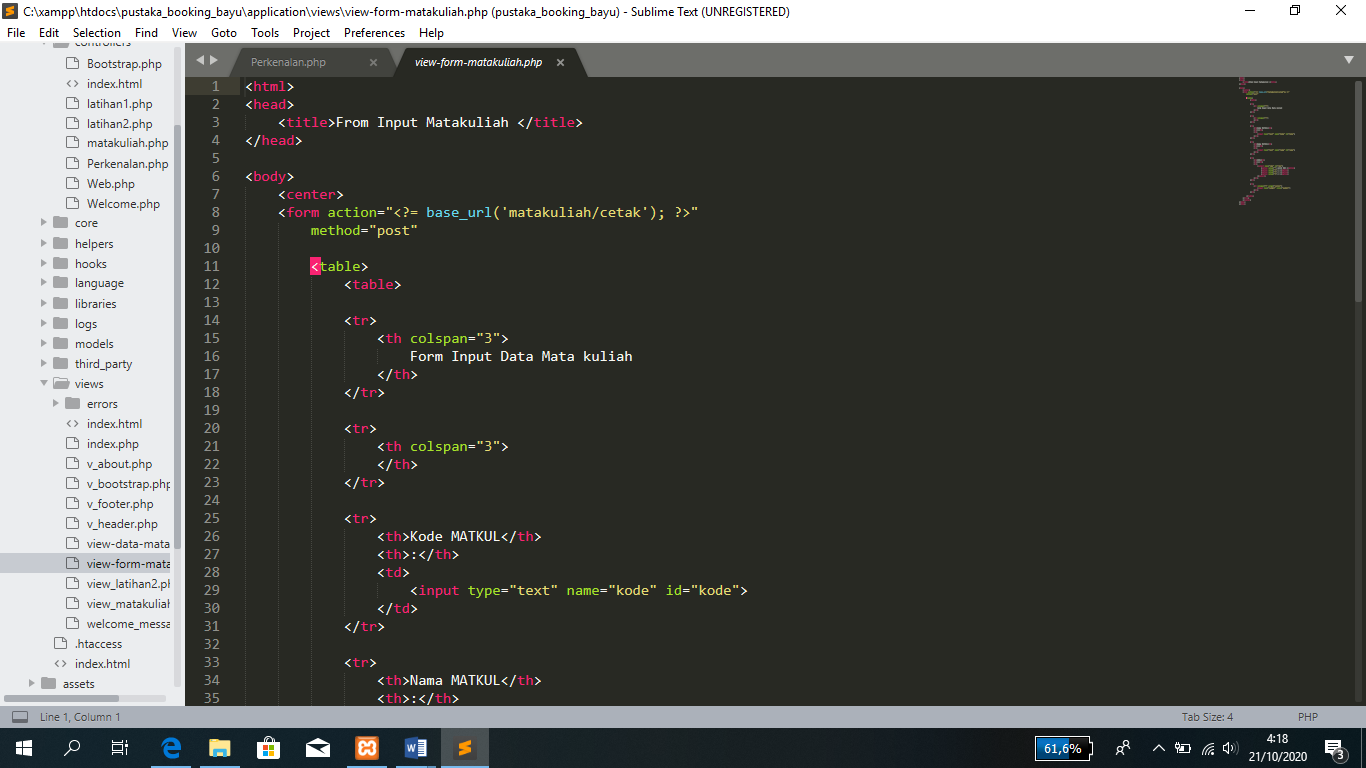 C:\xampp\htdocs\pustaka_booking_bayu\application\views\view-form-matakuliah.php (pustaka_booking_bayu) - Sublime Text (UNREGISTERED)
File Edit Selection Find View Goto Tools Project Preferences Help
controllers
Bootstrap.php
index.html
latihan1.php
latihan2.php
matakuliah.php
Perkenalan.php
Web.php
Welcome.php
core
helpers
hooks
language
libraries
logs
models
third_party
views
errors
index.html
index.php
v_about.php
v_bootstrap.php
v_footer.php
v_header.php
view-data-mata
view-form-mata
view_latihan2.ph
view_matakuliah
welcome_messa
.htaccess
index.html
assets
Perkenalan.php × view-form-matakuliah.php ×
1 <html>
2 <head>
3 <title>From Input Matakuliah </title>
4 </head>
5
6 <body>
7 <center>
8 <form action="<?= base_url('matakuliah/cetak'); ?>"
9 method="post"
10
11 <table>
12 <table>
13
14 <tr>
15 <th colspan="3">
16 Form Input Data Mata kuliah
17 </th>
18 </tr>
19
20 <tr>
21 <th colspan="3">
22 </th>
23 </tr>
24
25 <tr>
26 <th>Kode MATKUL</th>
27 <th>:</th>
28 <td>
29 <input type="text" name="kode" id="kode">
30 </td>
31 </tr>
32
33 <tr>
34 <th>Nama MATKUL</th>
35 <th>:</th>
Line 1, Column 1 Tab Size: 4 PHP
61,6%
4:18
21/10/2020
3